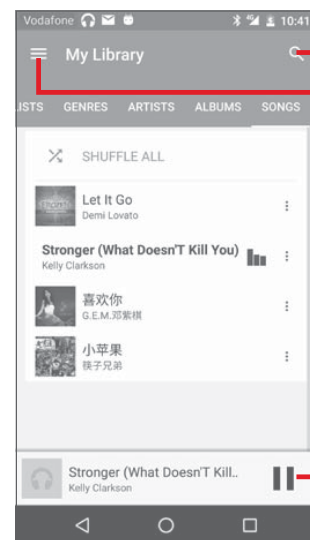 Vodafone 4G 10:41
My Library
LISTS GENRES ARTISTS ALBUMS SONGS
SHUFFLE ALL
Let It Go
Demi Lovato
Stronger (What Doesn'T Kill You)
Kelly Clarkson
喜欢你
G.E.M.邓紫棋
小苹果
筷子兄弟
Stronger (What Doesn'T Kill..
Kelly Clarkson